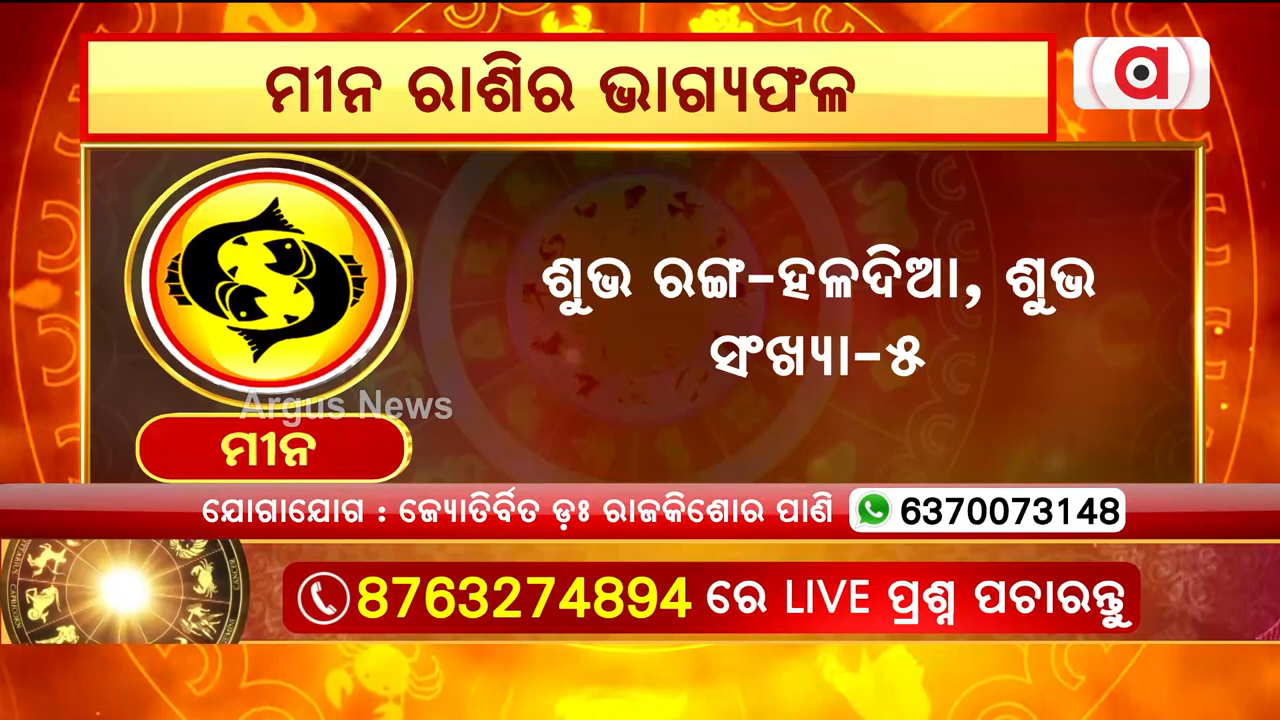 ମୀନ ରାଶିର ଭାଗ୍ୟଫଳ
a
ଶୁଭ ରଙ୍ଗ-ହଳଦିଆ, ଶୁଭ
ସଂଖ୍ୟା-୫
Argus News
ମୀନ
ଯୋଗାଯୋଗ : ଜ୍ୟୋତିର୍ବିତ ଡ଼ଃ ରାଜକିଶୋର ପାଣି 6370073148
8763274894 ରେ LIVE ପ୍ରଶ୍ନ ପଚାରନ୍ତୁ